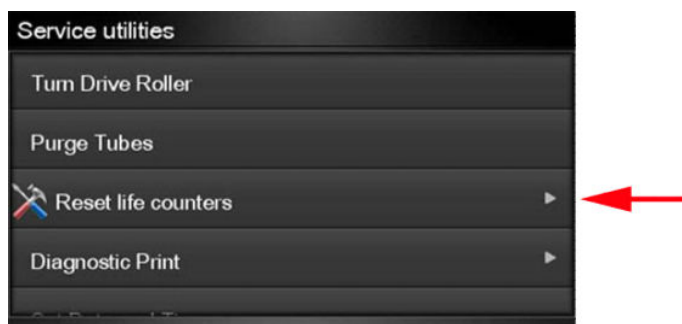 Service utilities
Turn Drive Roller
Purge Tubes
Reset life counters
Diagnostic Print